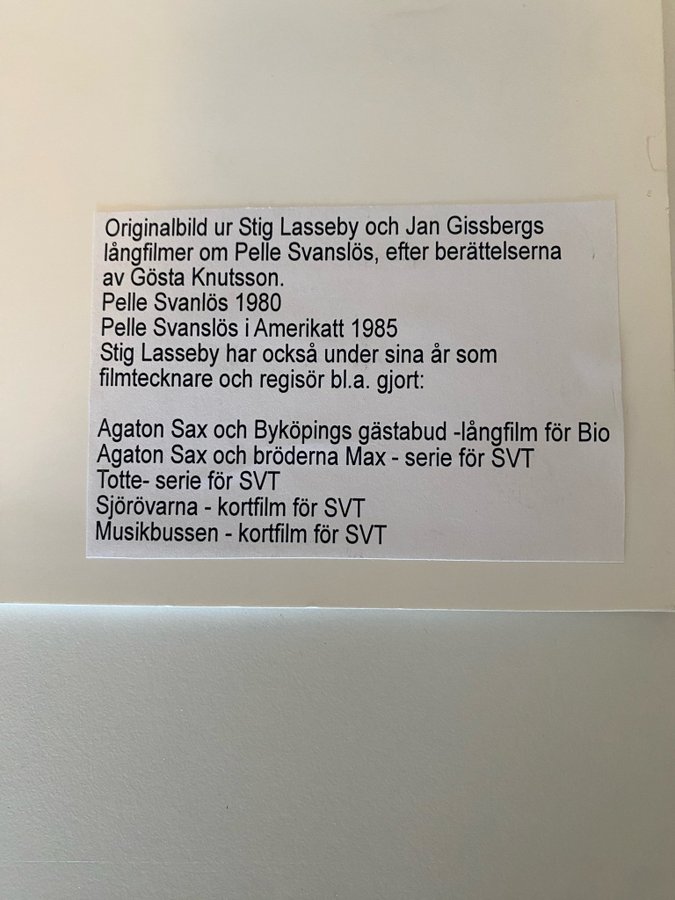 Originalbild ur Stig Lasseby och Jan Gissbergs
långfilmer om Pelle Svanslös, efter berättelserna
av Gösta Knutsson.
Pelle Svanlös 1980
Pelle Svanslös i Amerikatt 1985
Stig Lasseby har också under sina år som
filmtecknare och regisör bl.a. gjort:
Agaton Sax och Byköpings gästabud -långfilm för Bio
Agaton Sax och bröderna Max - serie för SVT
Totte- serie för SVT
Sjörövarna - kortfilm för SVT
Musikbussen - kortfilm för SVT